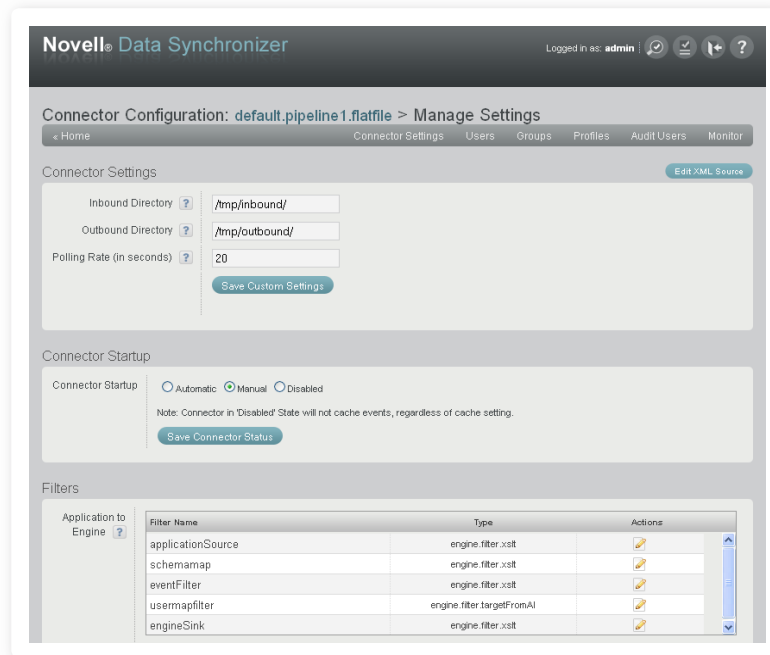 Novell® Data Synchronizer
Logged in as: admin
?
Connector Configuration: default.pipeline1.flatfile > Manage Settings
« Home Connector Settings Users Groups Profiles Audit Users Monitor
Connector Settings
Edit XML Source
Inbound Directory ? /tmp/inbound/
Outbound Directory ? /tmp/outbound/
Polling Rate (in seconds) ? 20
Save Custom Settings
Connector Startup
Connector Startup Automatic Manual Disabled
Note: Connector in 'Disabled' State will not cache events, regardless of cache setting.
Save Connector Status
Filters
Application to
Engine ?
Filter Name Type Actions
applicationSource engine.filter.xslt
schemamap engine.filter.xslt
eventFilter engine.filter.xslt
usermapfilter engine.filter.targetFromAI
engineSink engine.filter.xslt